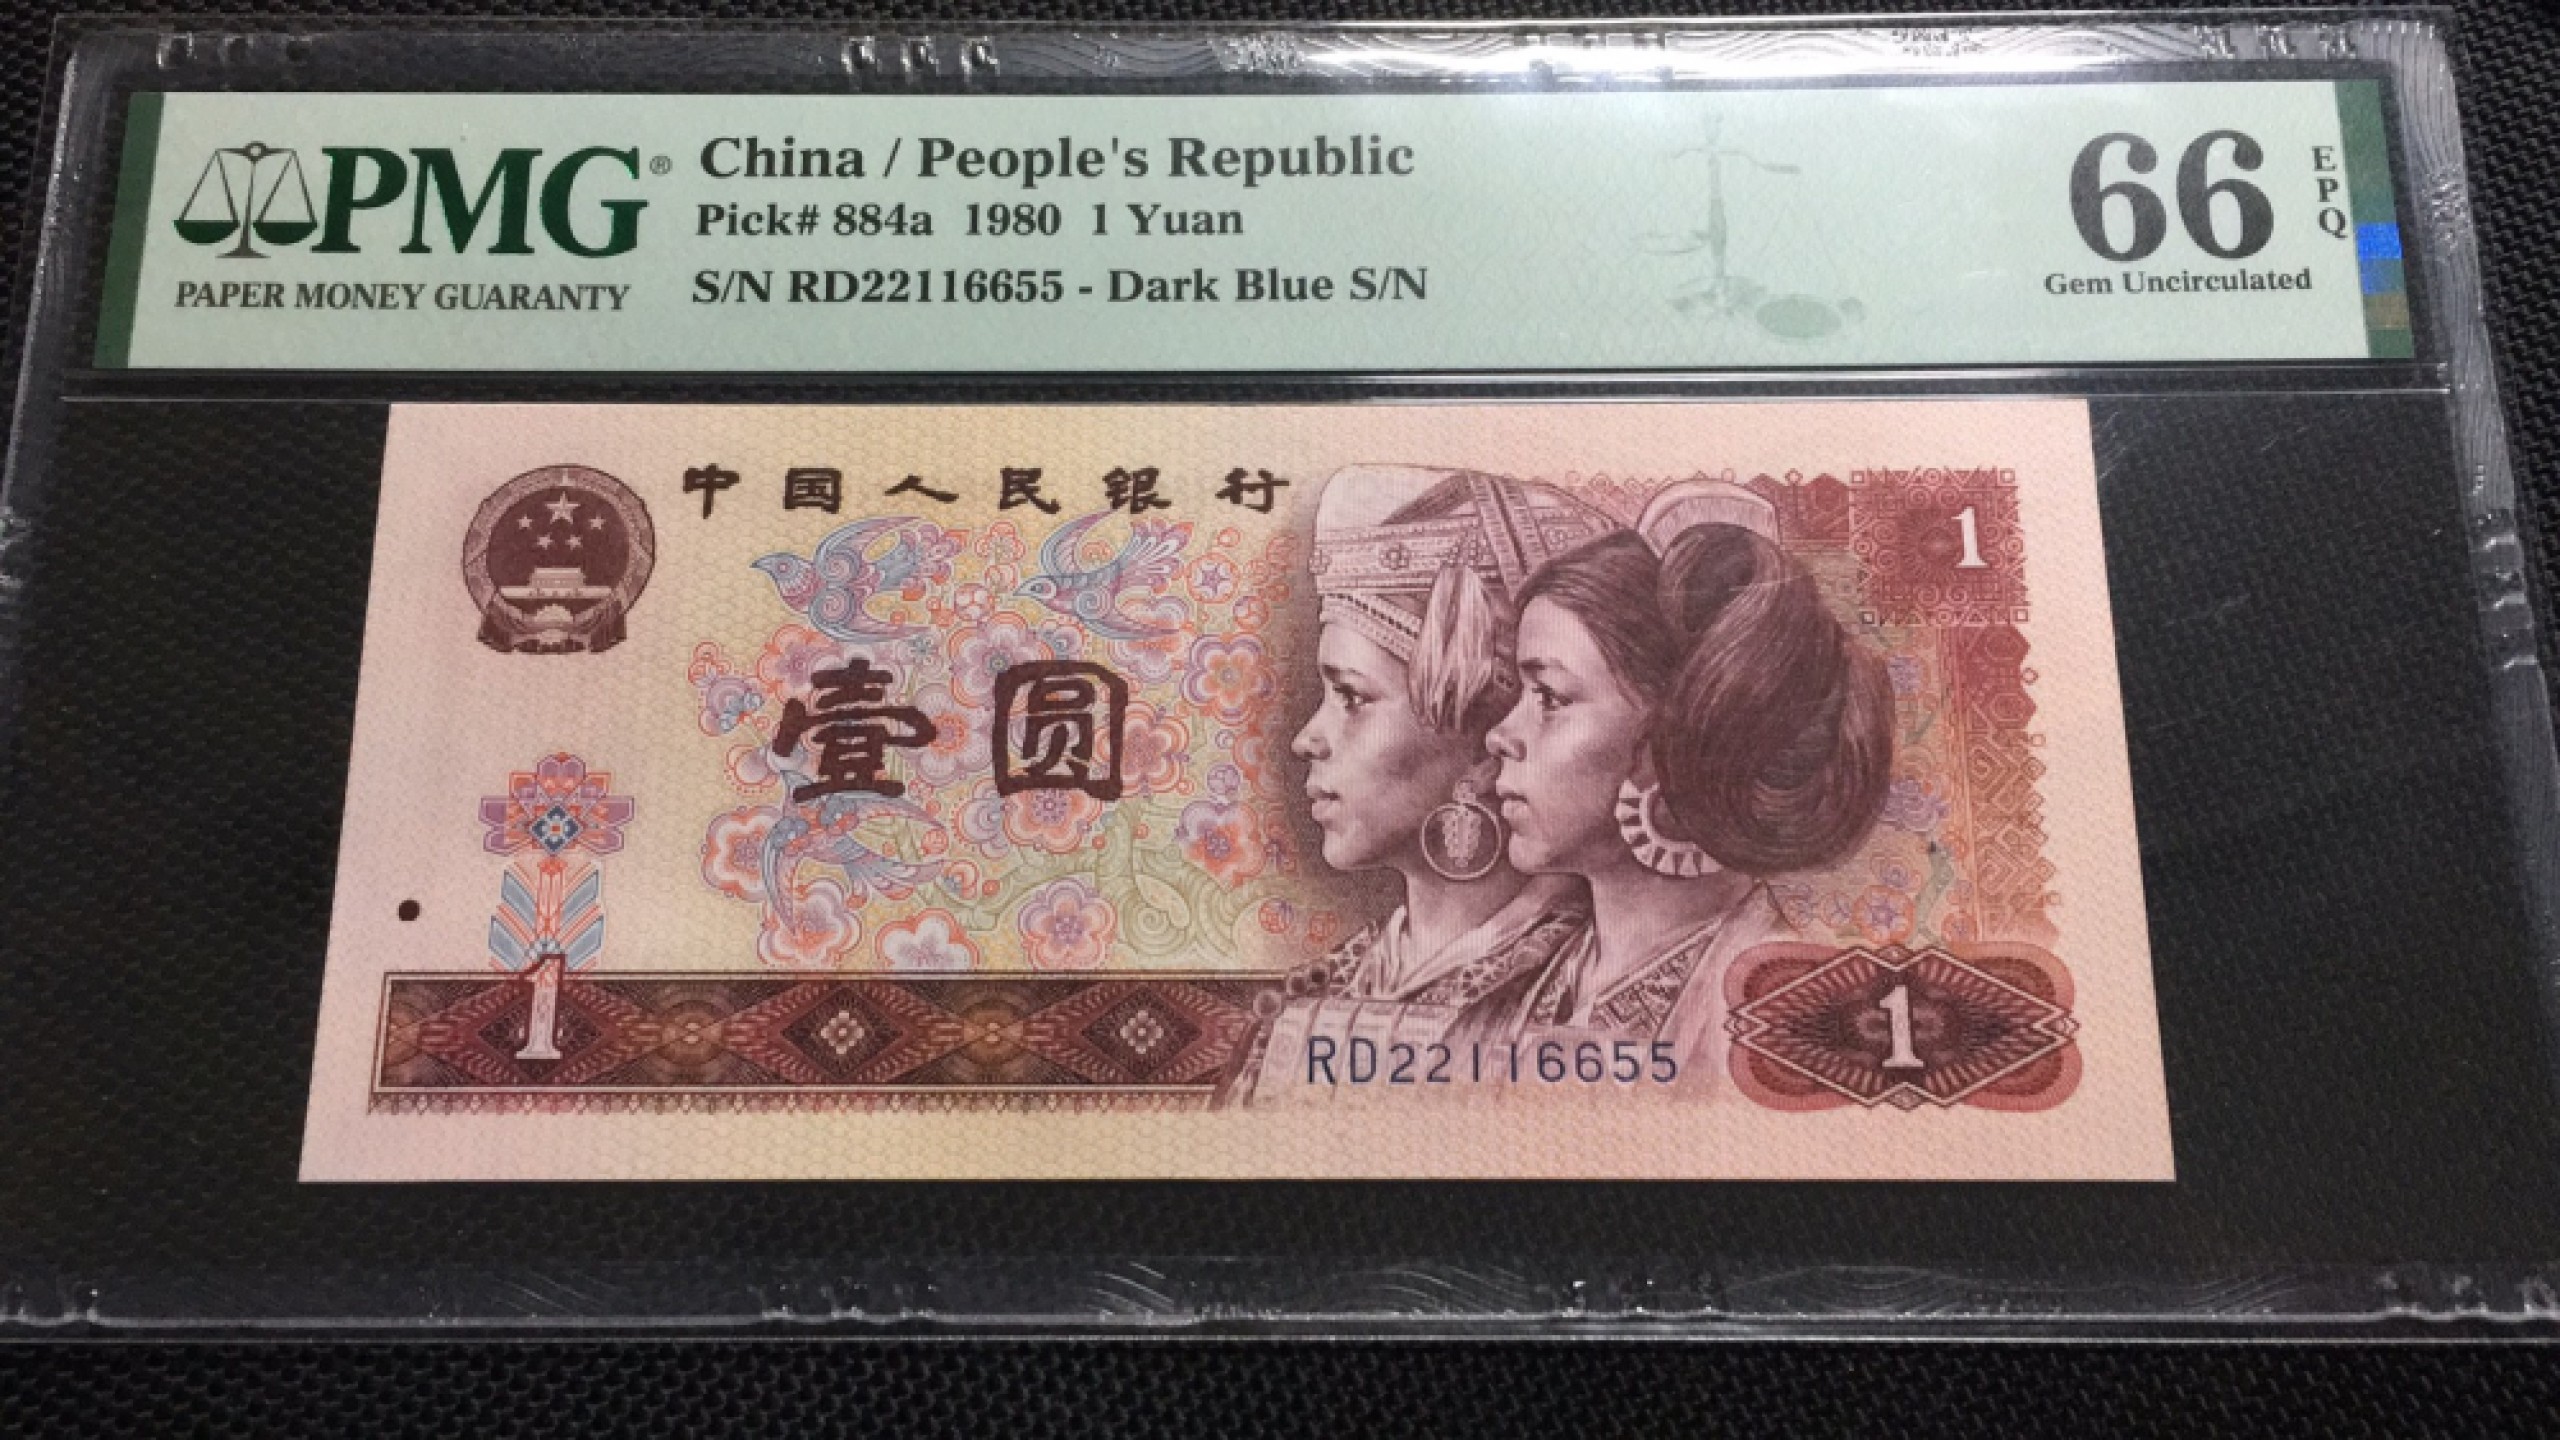 PMG®
PAPER MONEY GUARANTY
China / People's Republic
Pick# 884a 1980 1 Yuan
S/N RD22116655 - Dark Blue S/N
66
EPQ
Gem Uncirculated
中国人民银行
1
壹圆
1
RD22116655
1